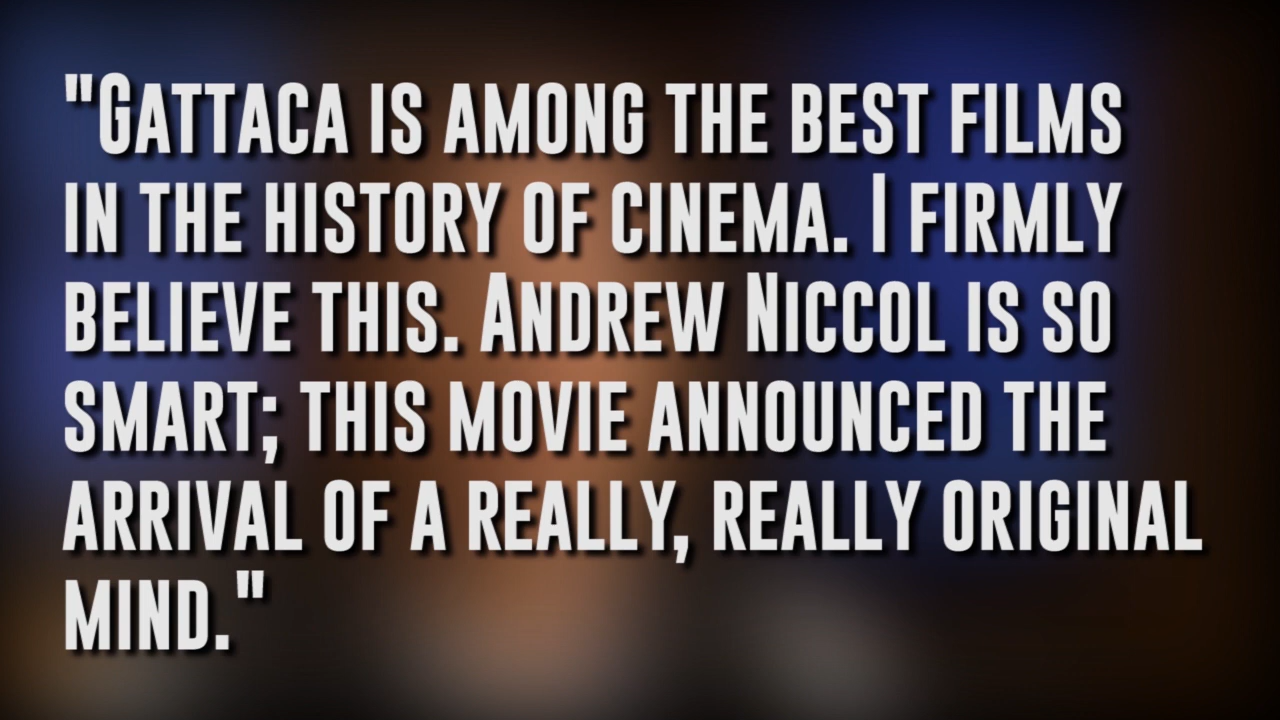 "Gattaca is among the best films
in the history of cinema. I firmly
believe this. Andrew Niccol is so
smart; this movie announced the
arrival of a really, really original
mind."